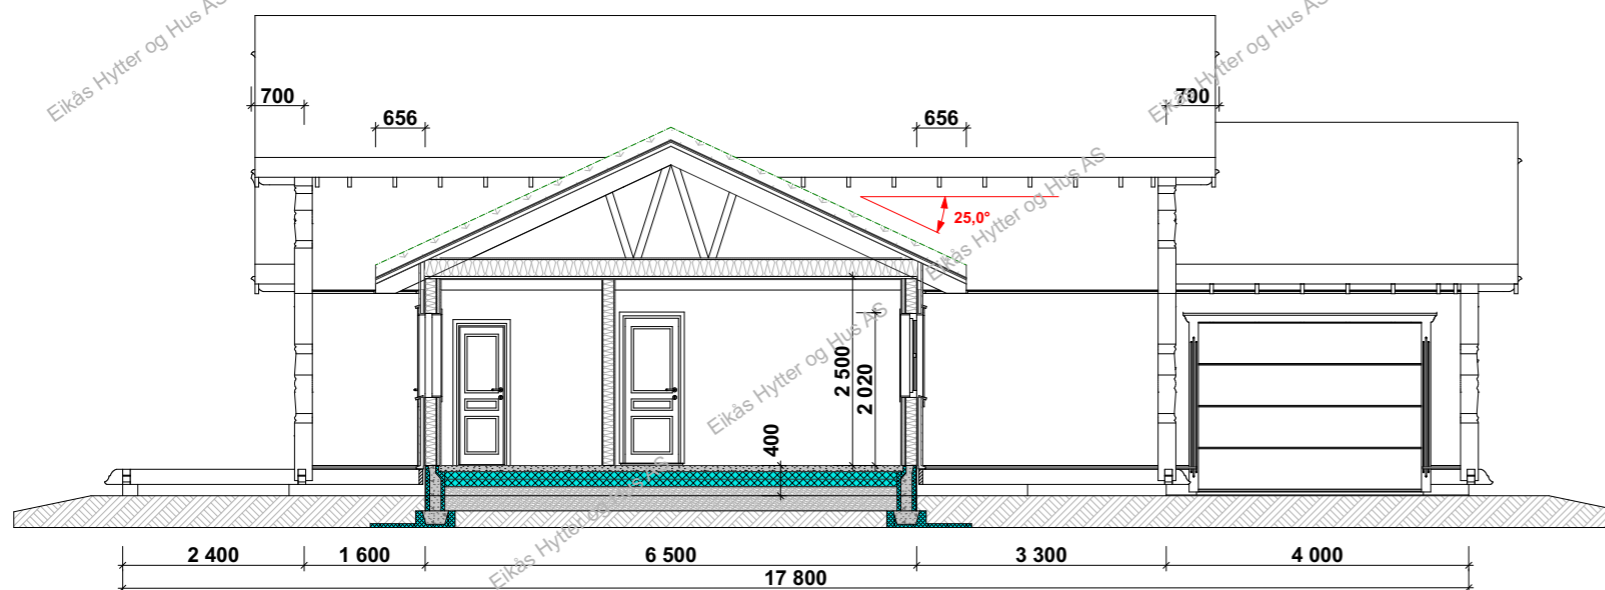 Eikås Hytter og Hus AS
Eikås Hytter og Hus AS
700
700
656
656
25,0°
Eikås Hytter og Hus AS
Eikås Hytter og Hus AS
2 500
2 020
400
Eikås Hytter og Hus AS
2 400
1 600
6 500
3 300
4 000
17 800